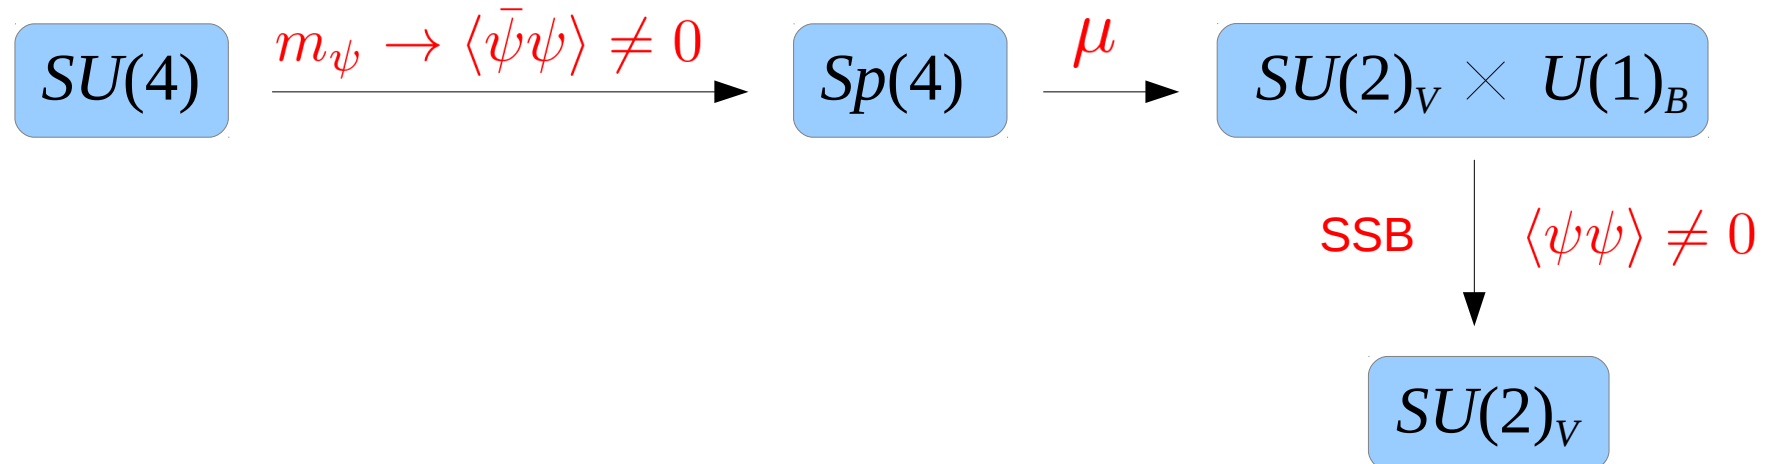 SU(4) m_ψ → ⟨ψ̄ψ⟩ ≠ 0 Sp(4) μ SU(2)_V × U(1)_B
SSB ⟨ψψ⟩ ≠ 0
SU(2)_V